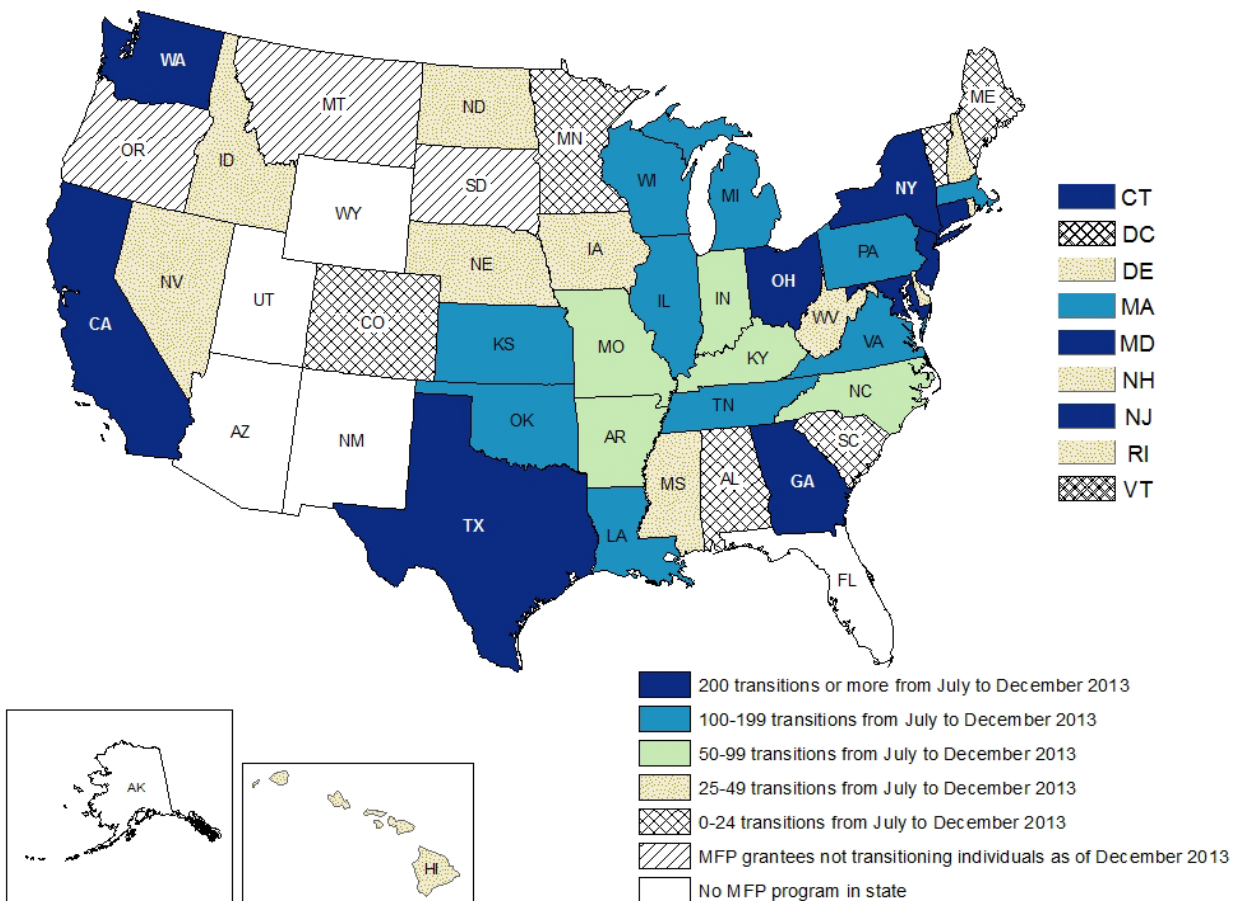 WA
MT
ND
MN
ME
OR
ID
SD
WI
NY
WY
MI
CT
DC
DE
MA
MD
NH
NJ
RI
VT
NV
NE
IA
PA
UT
CO
IL
IN
OH
CA
KS
MO
WV
VA
KY
AZ
NM
OK
TN
NC
AR
SC
MS
AL
GA
TX
LA
FL
200 transitions or more from July to December 2013
100-199 transitions from July to December 2013
50-99 transitions from July to December 2013
25-49 transitions from July to December 2013
0-24 transitions from July to December 2013
MFP grantees not transitioning individuals as of December 2013
No MFP program in state
AK
HI